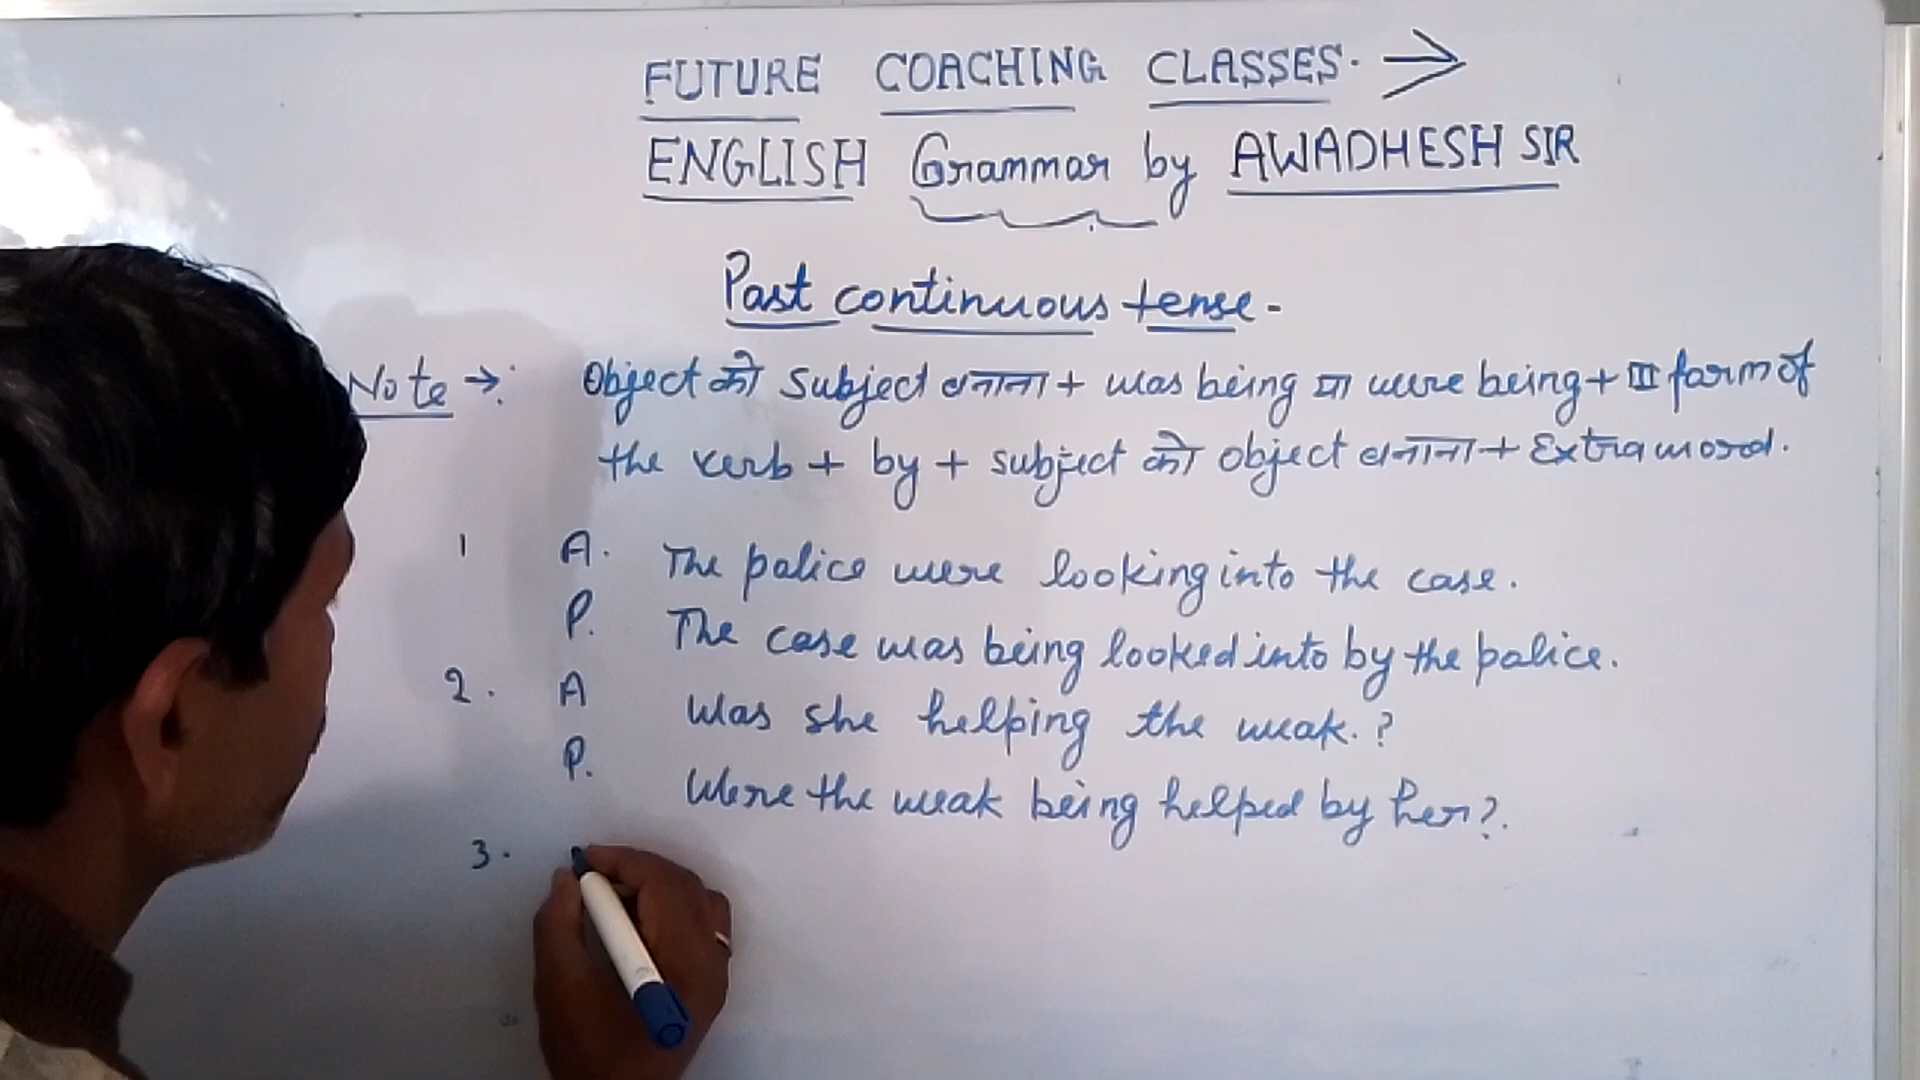 FUTURE COACHING CLASSES. →
ENGLISH Grammar by AWADHESH SIR
Past continuous tense -
Note →: Object को Subject बनाना + was being या were being + III form of
the verb + by + subject को object बनाना + Extra word.
1 A. The police were looking into the case.
P. The case was being looked into by the police.
2. A Was she helping the weak.?
P. Were the weak being helped by her?.
3.